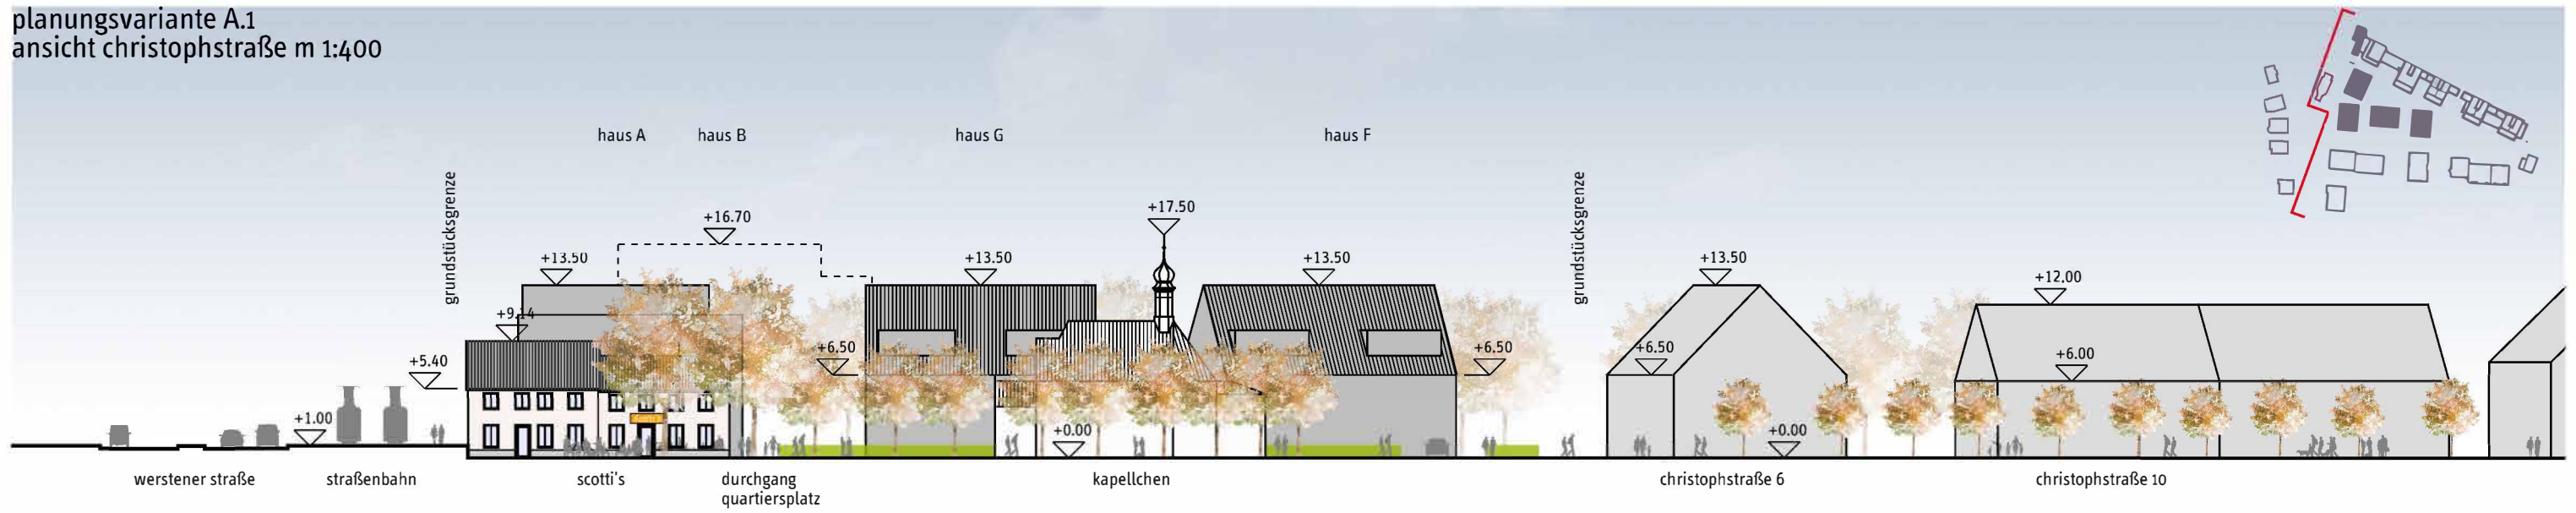 planungsvariante A.1
ansicht christophstraße m 1:400
haus A
haus B
haus G
haus F
grundstücksgrenze
grundstücksgrenze
+16.70
+17.50
+13.50
+13.50
+13.50
+13.50
+12.00
+9.14
+5.40
+6.50
+6.50
+6.50
+6.00
+1.00
+0.00
+0.00
werstener straße
straßenbahn
scotti's
durchgang
quartiersplatz
kapellchen
christophstraße 6
christophstraße 10